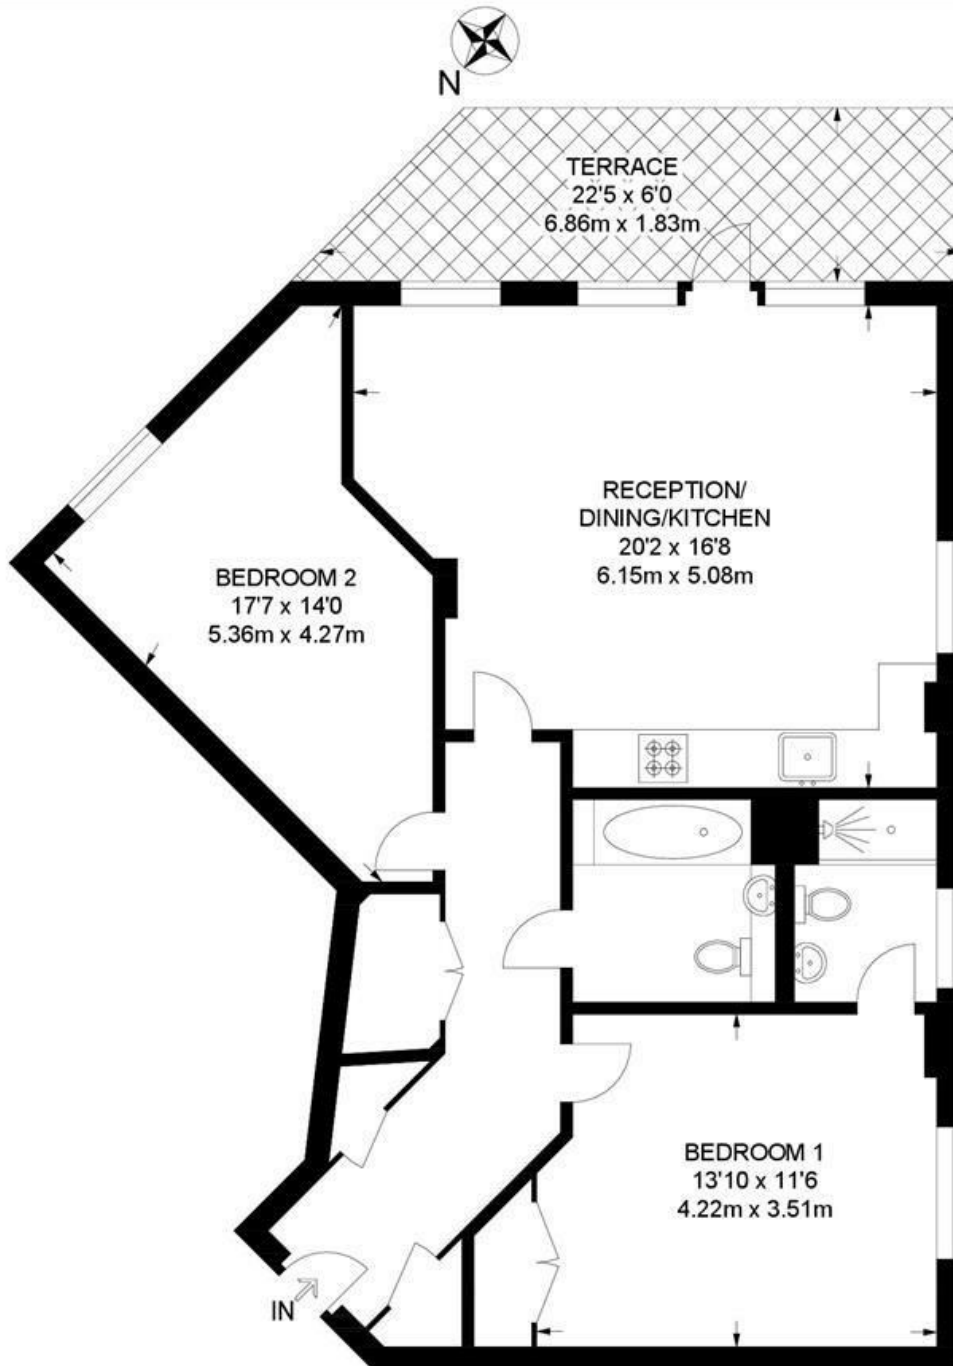 N
TERRACE
22'5 x 6'0
6.86m x 1.83m
RECEPTION/
DINING/KITCHEN
20'2 x 16'8
6.15m x 5.08m
BEDROOM 2
17'7 x 14'0
5.36m x 4.27m
BEDROOM 1
13'10 x 11'6
4.22m x 3.51m
IN